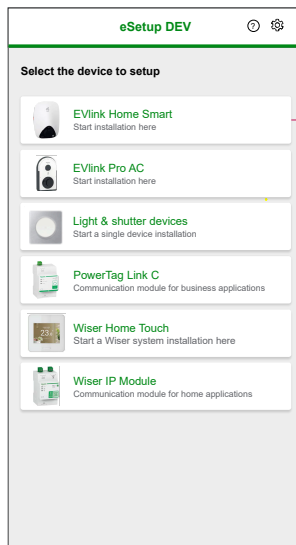 eSetup DEV
Select the device to setup
EVlink Home Smart
Start installation here
EVlink Pro AC
Start installation here
Light & shutter devices
Start a single device installation
PowerTag Link C
Communication module for business applications
Wiser Home Touch
Start a Wiser system installation here
Wiser IP Module
Communication module for home applications